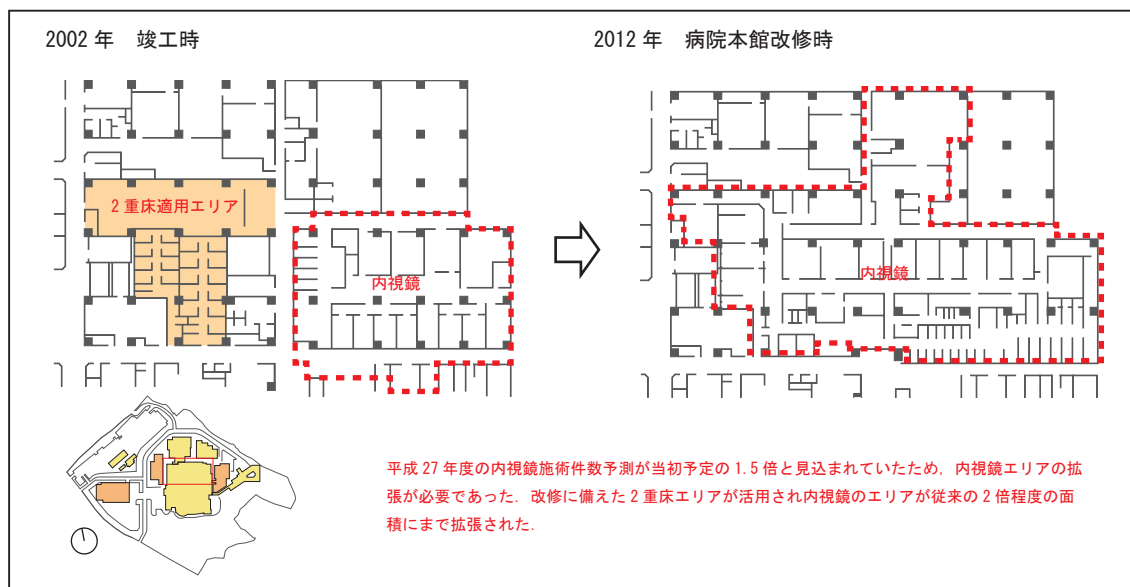 2002 年　竣工時
2012 年　病院本館改修時
2 重床適用エリア
内視鏡
内視鏡
平成 27 年度の内視鏡施術件数予測が当初予定の 1.5 倍と見込まれていたため，内視鏡エリアの拡
張が必要であった．改修に備えた 2 重床エリアが活用され内視鏡のエリアが従来の 2 倍程度の面
積にまで拡張された．